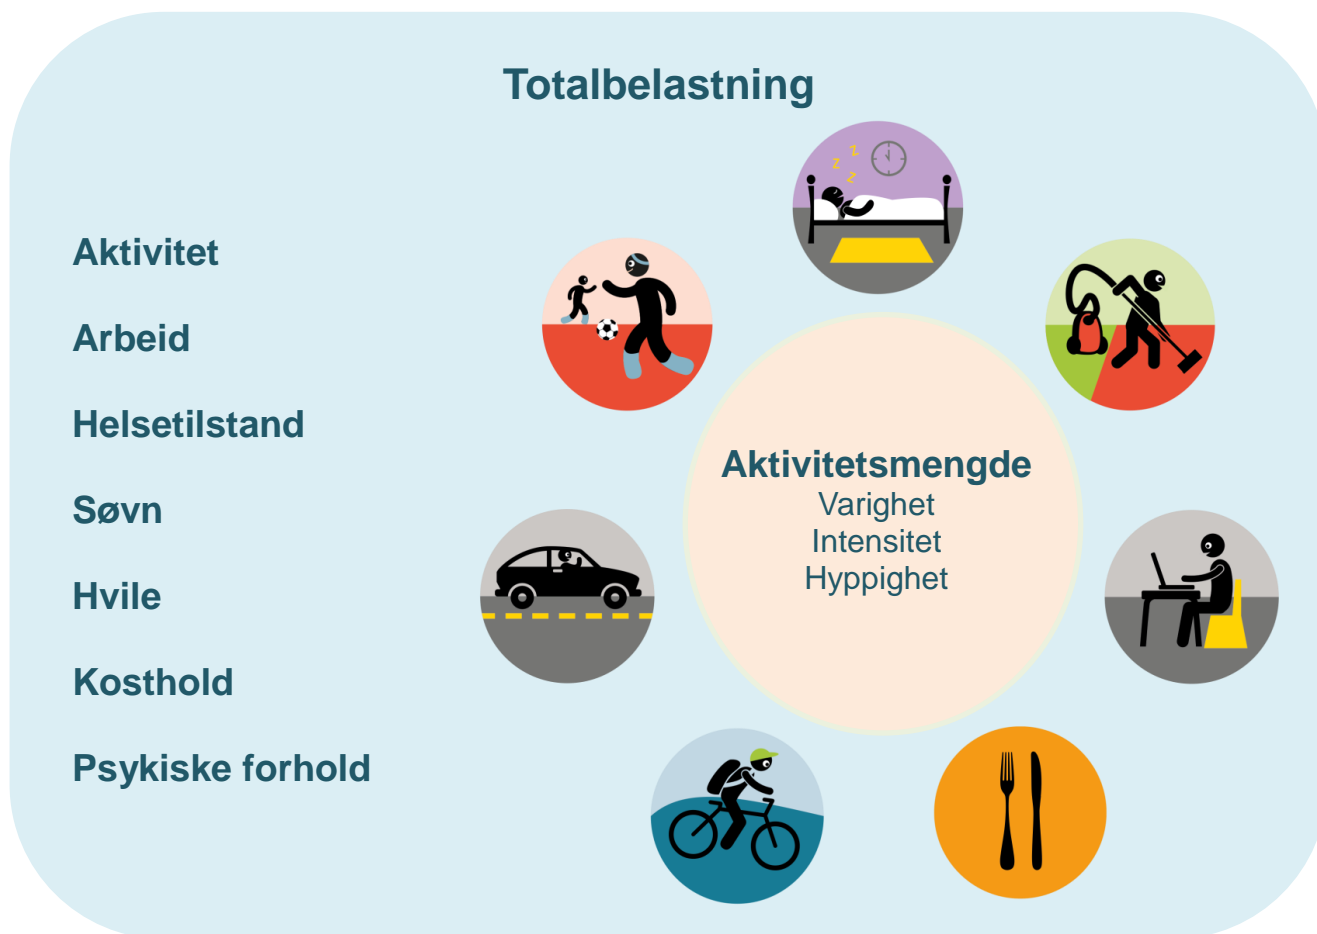 Totalbelastning
Aktivitet
Arbeid
Helsetilstand
Søvn
Hvile
Kosthold
Psykiske forhold
z
z
z
Aktivitetsmengde
Varighet
Intensitet
Hyppighet